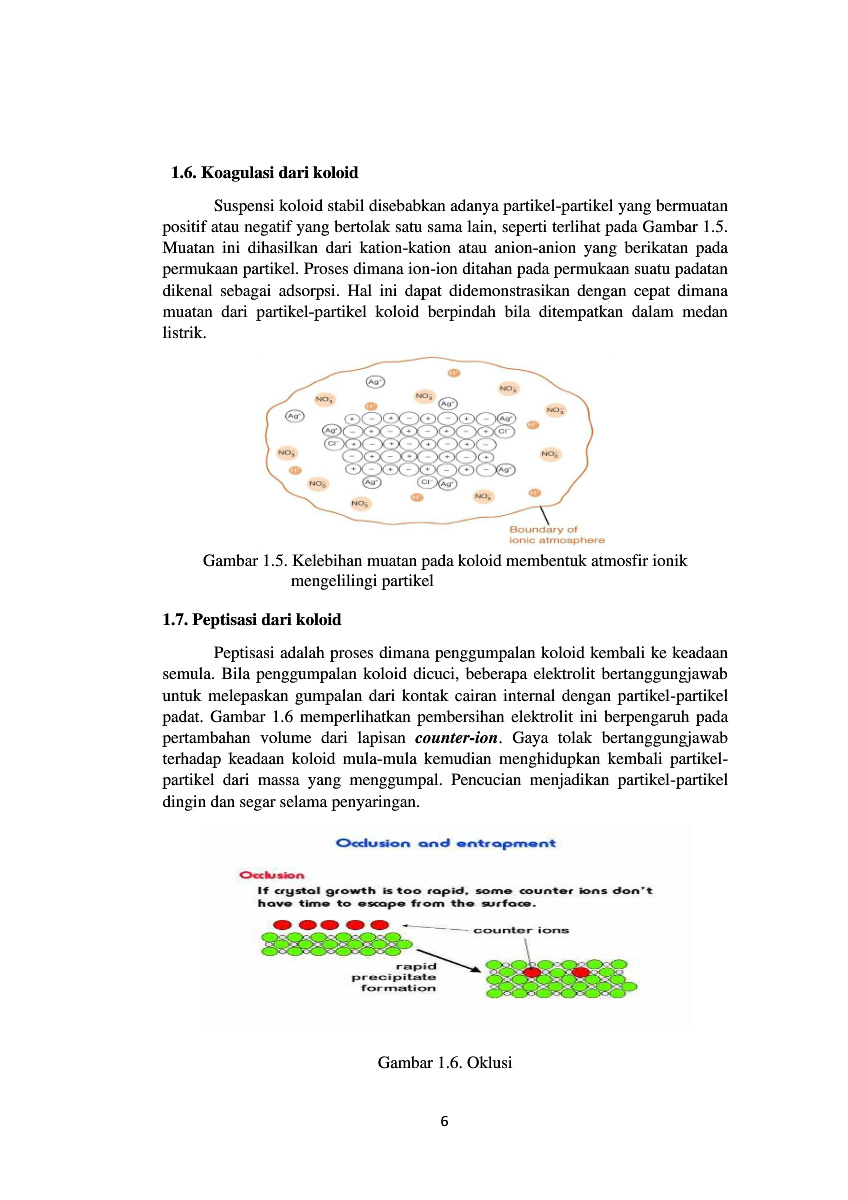 1.6. Koagulasi dari koloid
Suspensi koloid stabil disebabkan adanya partikel-partikel yang bermuatan
positif atau negatif yang bertolak satu sama lain, seperti terlihat pada Gambar 1.5.
Muatan ini dihasilkan dari kation-kation atau anion-anion yang berikatan pada
permukaan partikel. Proses dimana ion-ion ditahan pada permukaan suatu padatan
dikenal sebagai adsorpsi. Hal ini dapat didemonstrasikan dengan cepat dimana
muatan dari partikel-partikel koloid berpindah bila ditempatkan dalam medan
listrik.
H⁺
Ag⁺
NO₃⁻
NO₃⁻ NO₃⁻
H⁺ Ag⁺ NO₃⁻
Ag⁺ + − + − + − + − Ag⁺
H⁺
Ag⁺ − + − + − + − + Cl⁻
Cl⁻ + − + − + − + −
NO₃⁻ − + − + − + − + NO₃⁻
H⁺ + − + − + − + − Ag⁺
NO₃⁻ Ag⁺ Cl⁻ Ag⁺
NO₃⁻ H⁺ NO₃⁻ H⁺
Boundary of
ionic atmosphere
Gambar 1.5. Kelebihan muatan pada koloid membentuk atmosfir ionik
mengelilingi partikel
1.7. Peptisasi dari koloid
Peptisasi adalah proses dimana penggumpalan koloid kembali ke keadaan
semula. Bila penggumpalan koloid dicuci, beberapa elektrolit bertanggungjawab
untuk melepaskan gumpalan dari kontak cairan internal dengan partikel-partikel
padat. Gambar 1.6 memperlihatkan pembersihan elektrolit ini berpengaruh pada
pertambahan volume dari lapisan counter-ion. Gaya tolak bertanggungjawab
terhadap keadaan koloid mula-mula kemudian menghidupkan kembali partikel-
partikel dari massa yang menggumpal. Pencucian menjadikan partikel-partikel
dingin dan segar selama penyaringan.
Occlusion and entrapment
Occlusion
If crystal growth is too rapid, some counter ions don't
have time to escape from the surface.
counter ions
rapid
precipitate
formation
Gambar 1.6. Oklusi
6